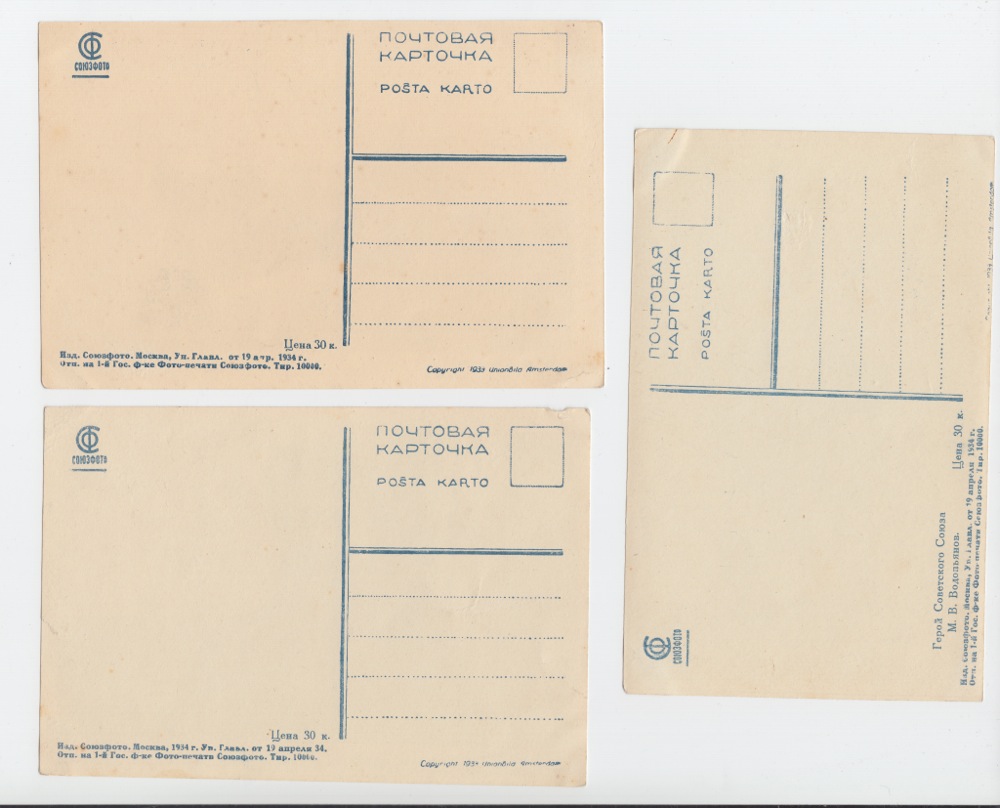 СОЮЗФОТО
ПОЧТОВАЯ
КАРТОЧКА
POŜTA KARTO
Цена 30 к.
Изд. Союзфото. Москва, Уп. Главл. от 19 апр. 1934 г.
Отп. на 1-й Гос. ф-ке Фото-печати Союзфото. Тир. 10000.
Copyright Unionbild Amsterdam
СОЮЗФОТО
ПОЧТОВАЯ
КАРТОЧКА
POŜTA KARTO
Цена 30 к.
Изд. Союзфото. Москва, 1934 г. Уп. Главл. от 19 апреля 34.
Отп. на 1-й Гос. ф-ке Фото-печати Союзфото. Тир. 10000.
Copyright Unionbild Amsterdam
ПОЧТОВАЯ
КАРТОЧКА
POŜTA KARTO
СОЮЗФОТО
Герой Советского Союза
М. В. Водопьянов.
Цена 30 к.
Изд. Союзфото. Москва, Уп. Главл. от 19 апреля 1934 г.
Отп. на 1-й Гос. ф-ке Фото-печати Союзфото. Тир. 10000.